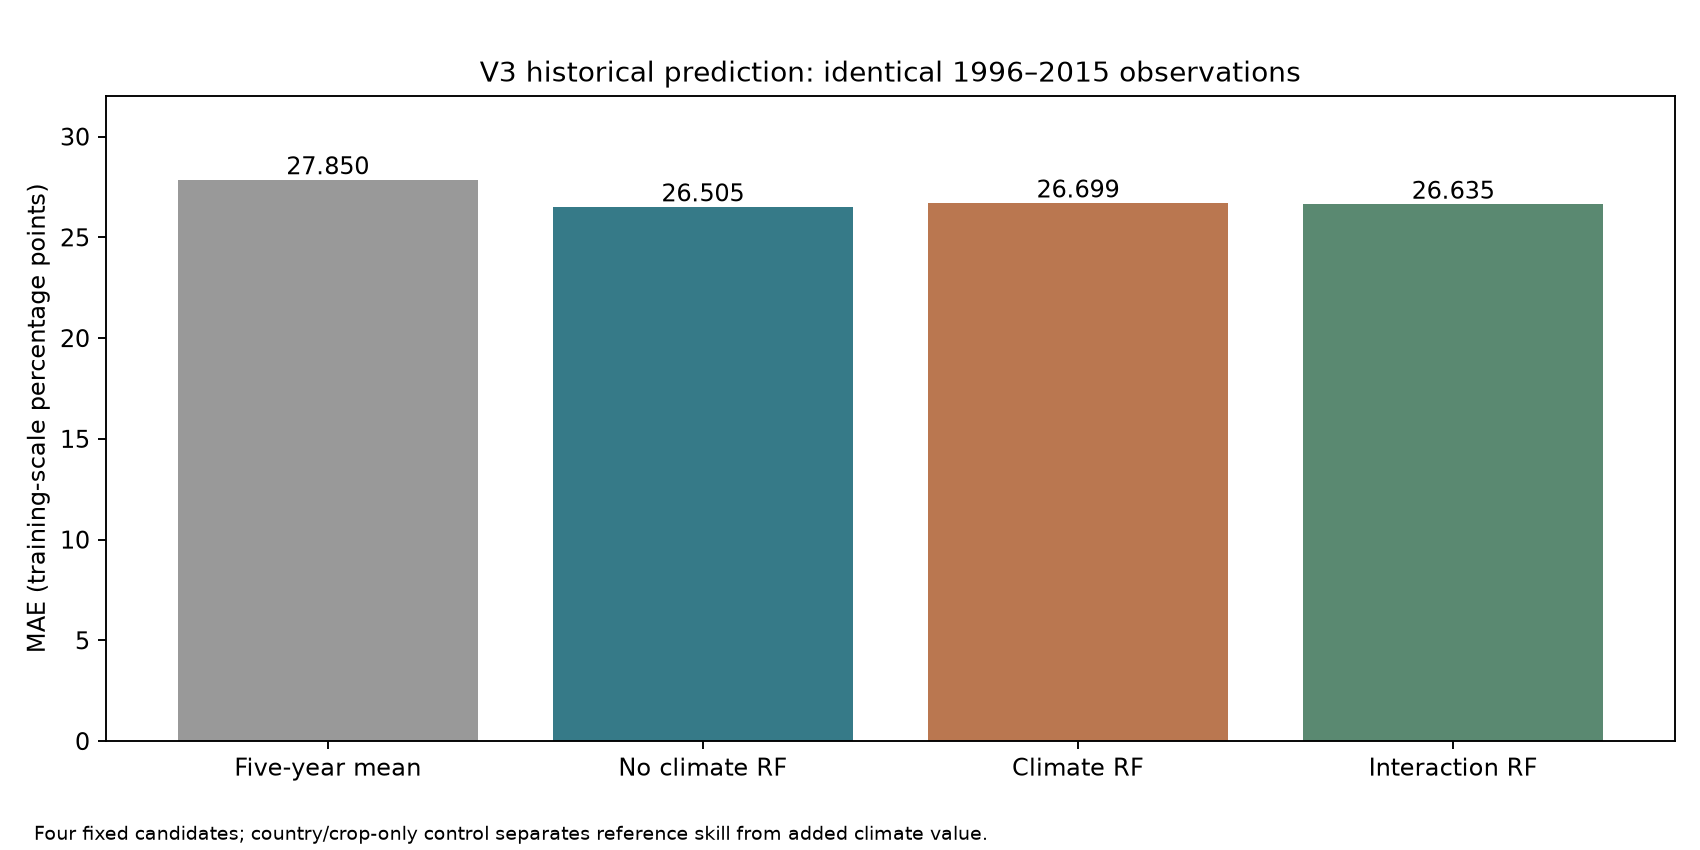 V3 historical prediction: identical 1996–2015 observations
MAE (training-scale percentage points)
30
25
20
15
10
5
0
27.850
26.505
26.699
26.635
Five-year mean
No climate RF
Climate RF
Interaction RF
Four fixed candidates; country/crop-only control separates reference skill from added climate value.